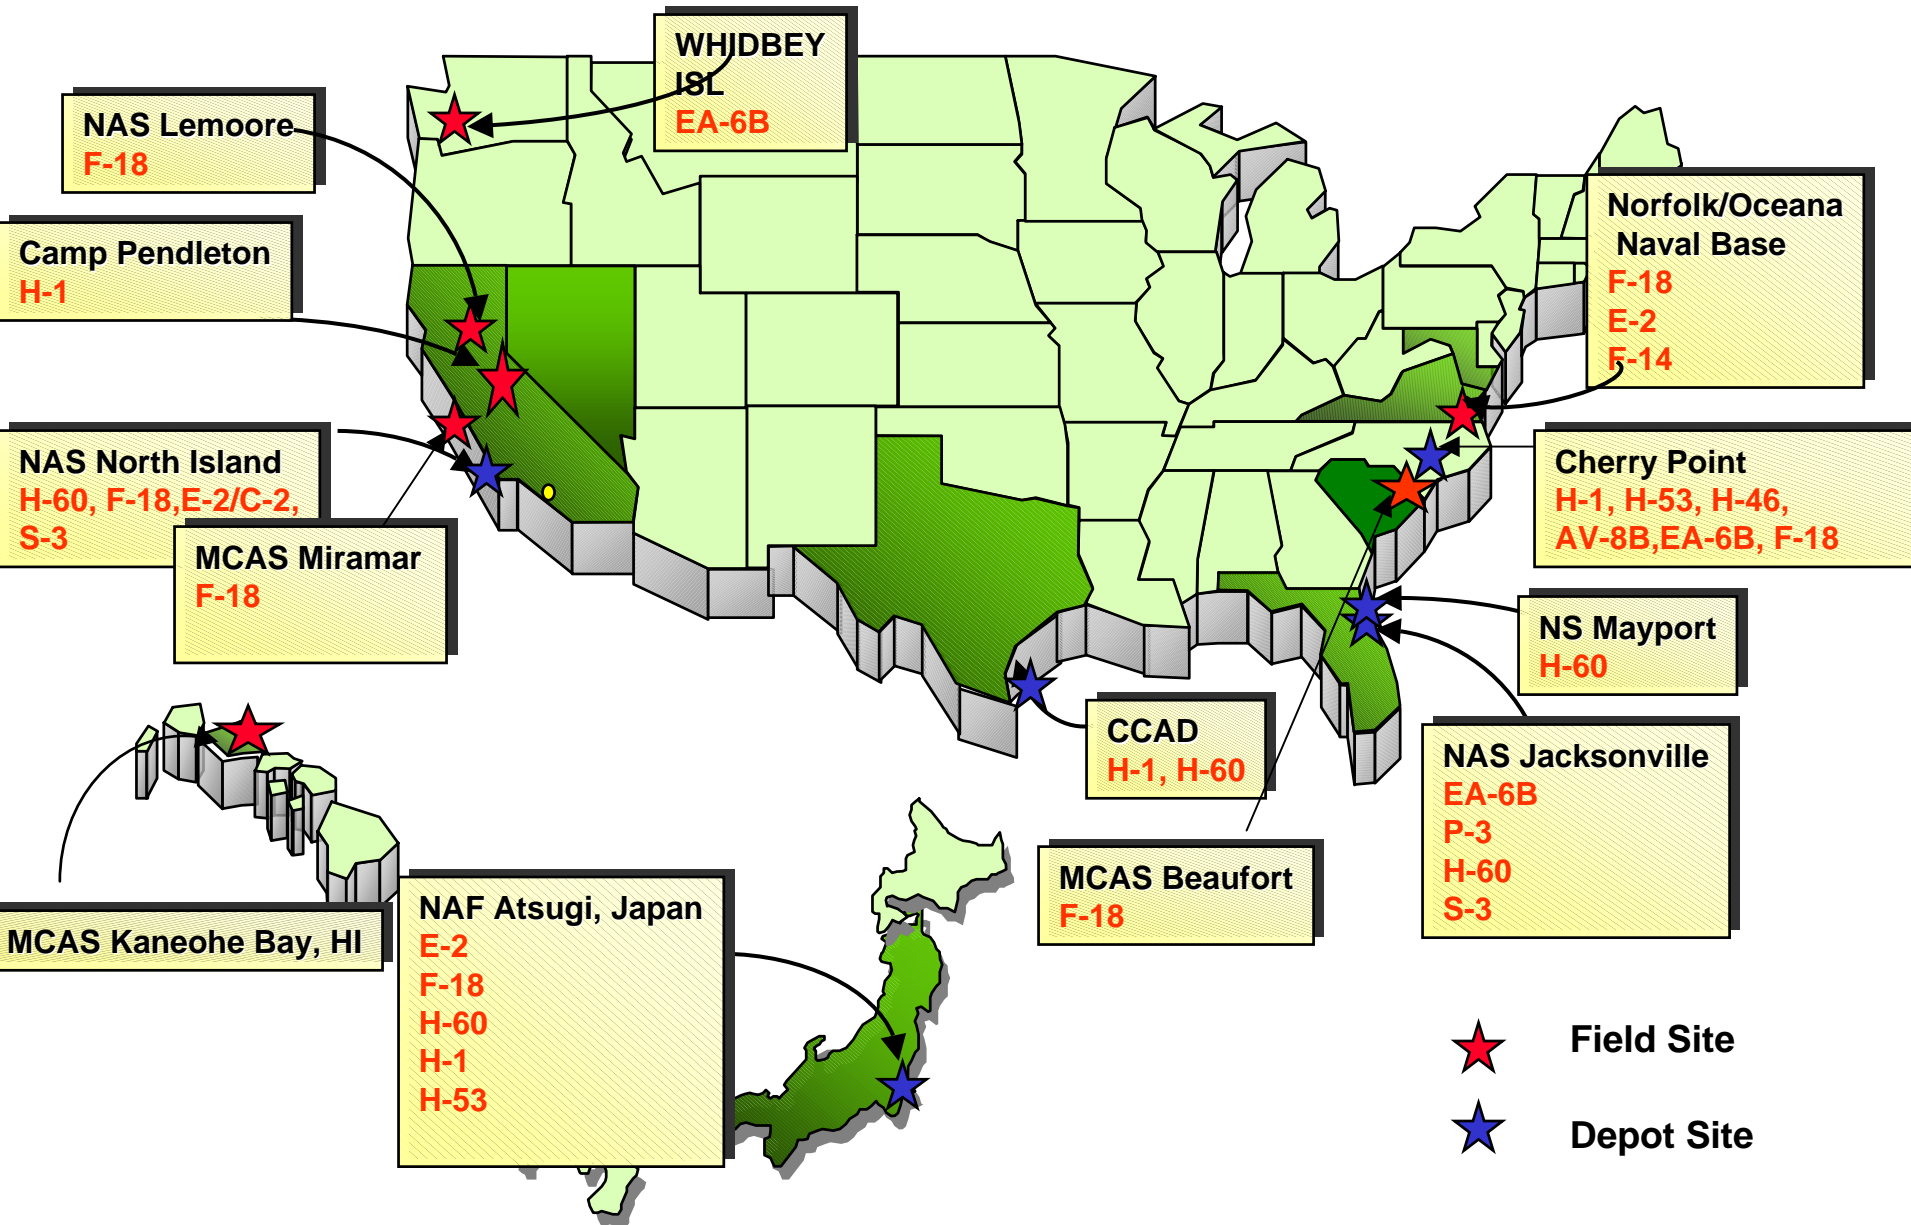 WHIDBEY
ISL
EA-6B
NAS Lemoore
F-18
Camp Pendleton
H-1
NAS North Island
H-60, F-18,E-2/C-2,
S-3
MCAS Miramar
F-18
Norfolk/Oceana
Naval Base
F-18
E-2
F-14
Cherry Point
H-1, H-53, H-46,
AV-8B,EA-6B, F-18
NS Mayport
H-60
NAS Jacksonville
EA-6B
P-3
H-60
S-3
CCAD
H-1, H-60
MCAS Beaufort
F-18
MCAS Kaneohe Bay, HI
NAF Atsugi, Japan
E-2
F-18
H-60
H-1
H-53
Field Site
Depot Site